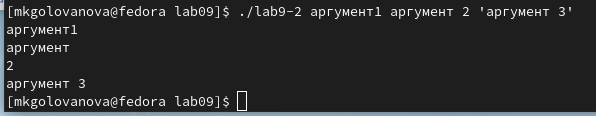 [mkgolovanova@fedora lab09]$ ./lab9-2 аргумент1 аргумент 2 'аргумент 3'
аргумент1
аргумент
2
аргумент 3
[mkgolovanova@fedora lab09]$